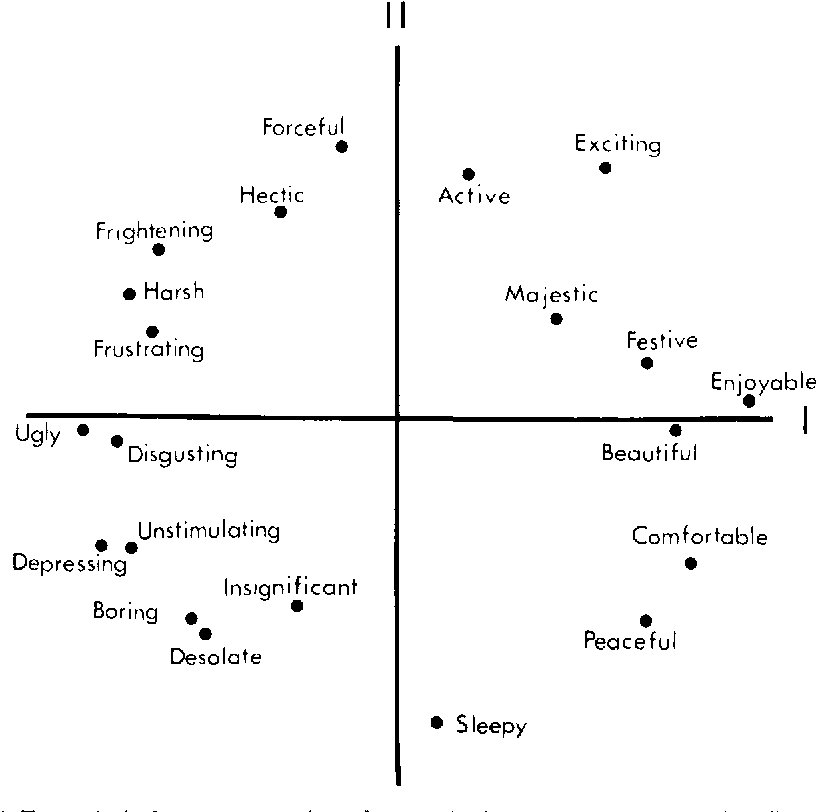 II
Forceful
Exciting
Hectic
Active
Frightening
Harsh
Majestic
Festive
Frustrating
Enjoyable
I
Ugly
Disgusting
Beautiful
Unstimulating
Comfortable
Depressing
Insignificant
Boring
Peaceful
Desolate
Sleepy